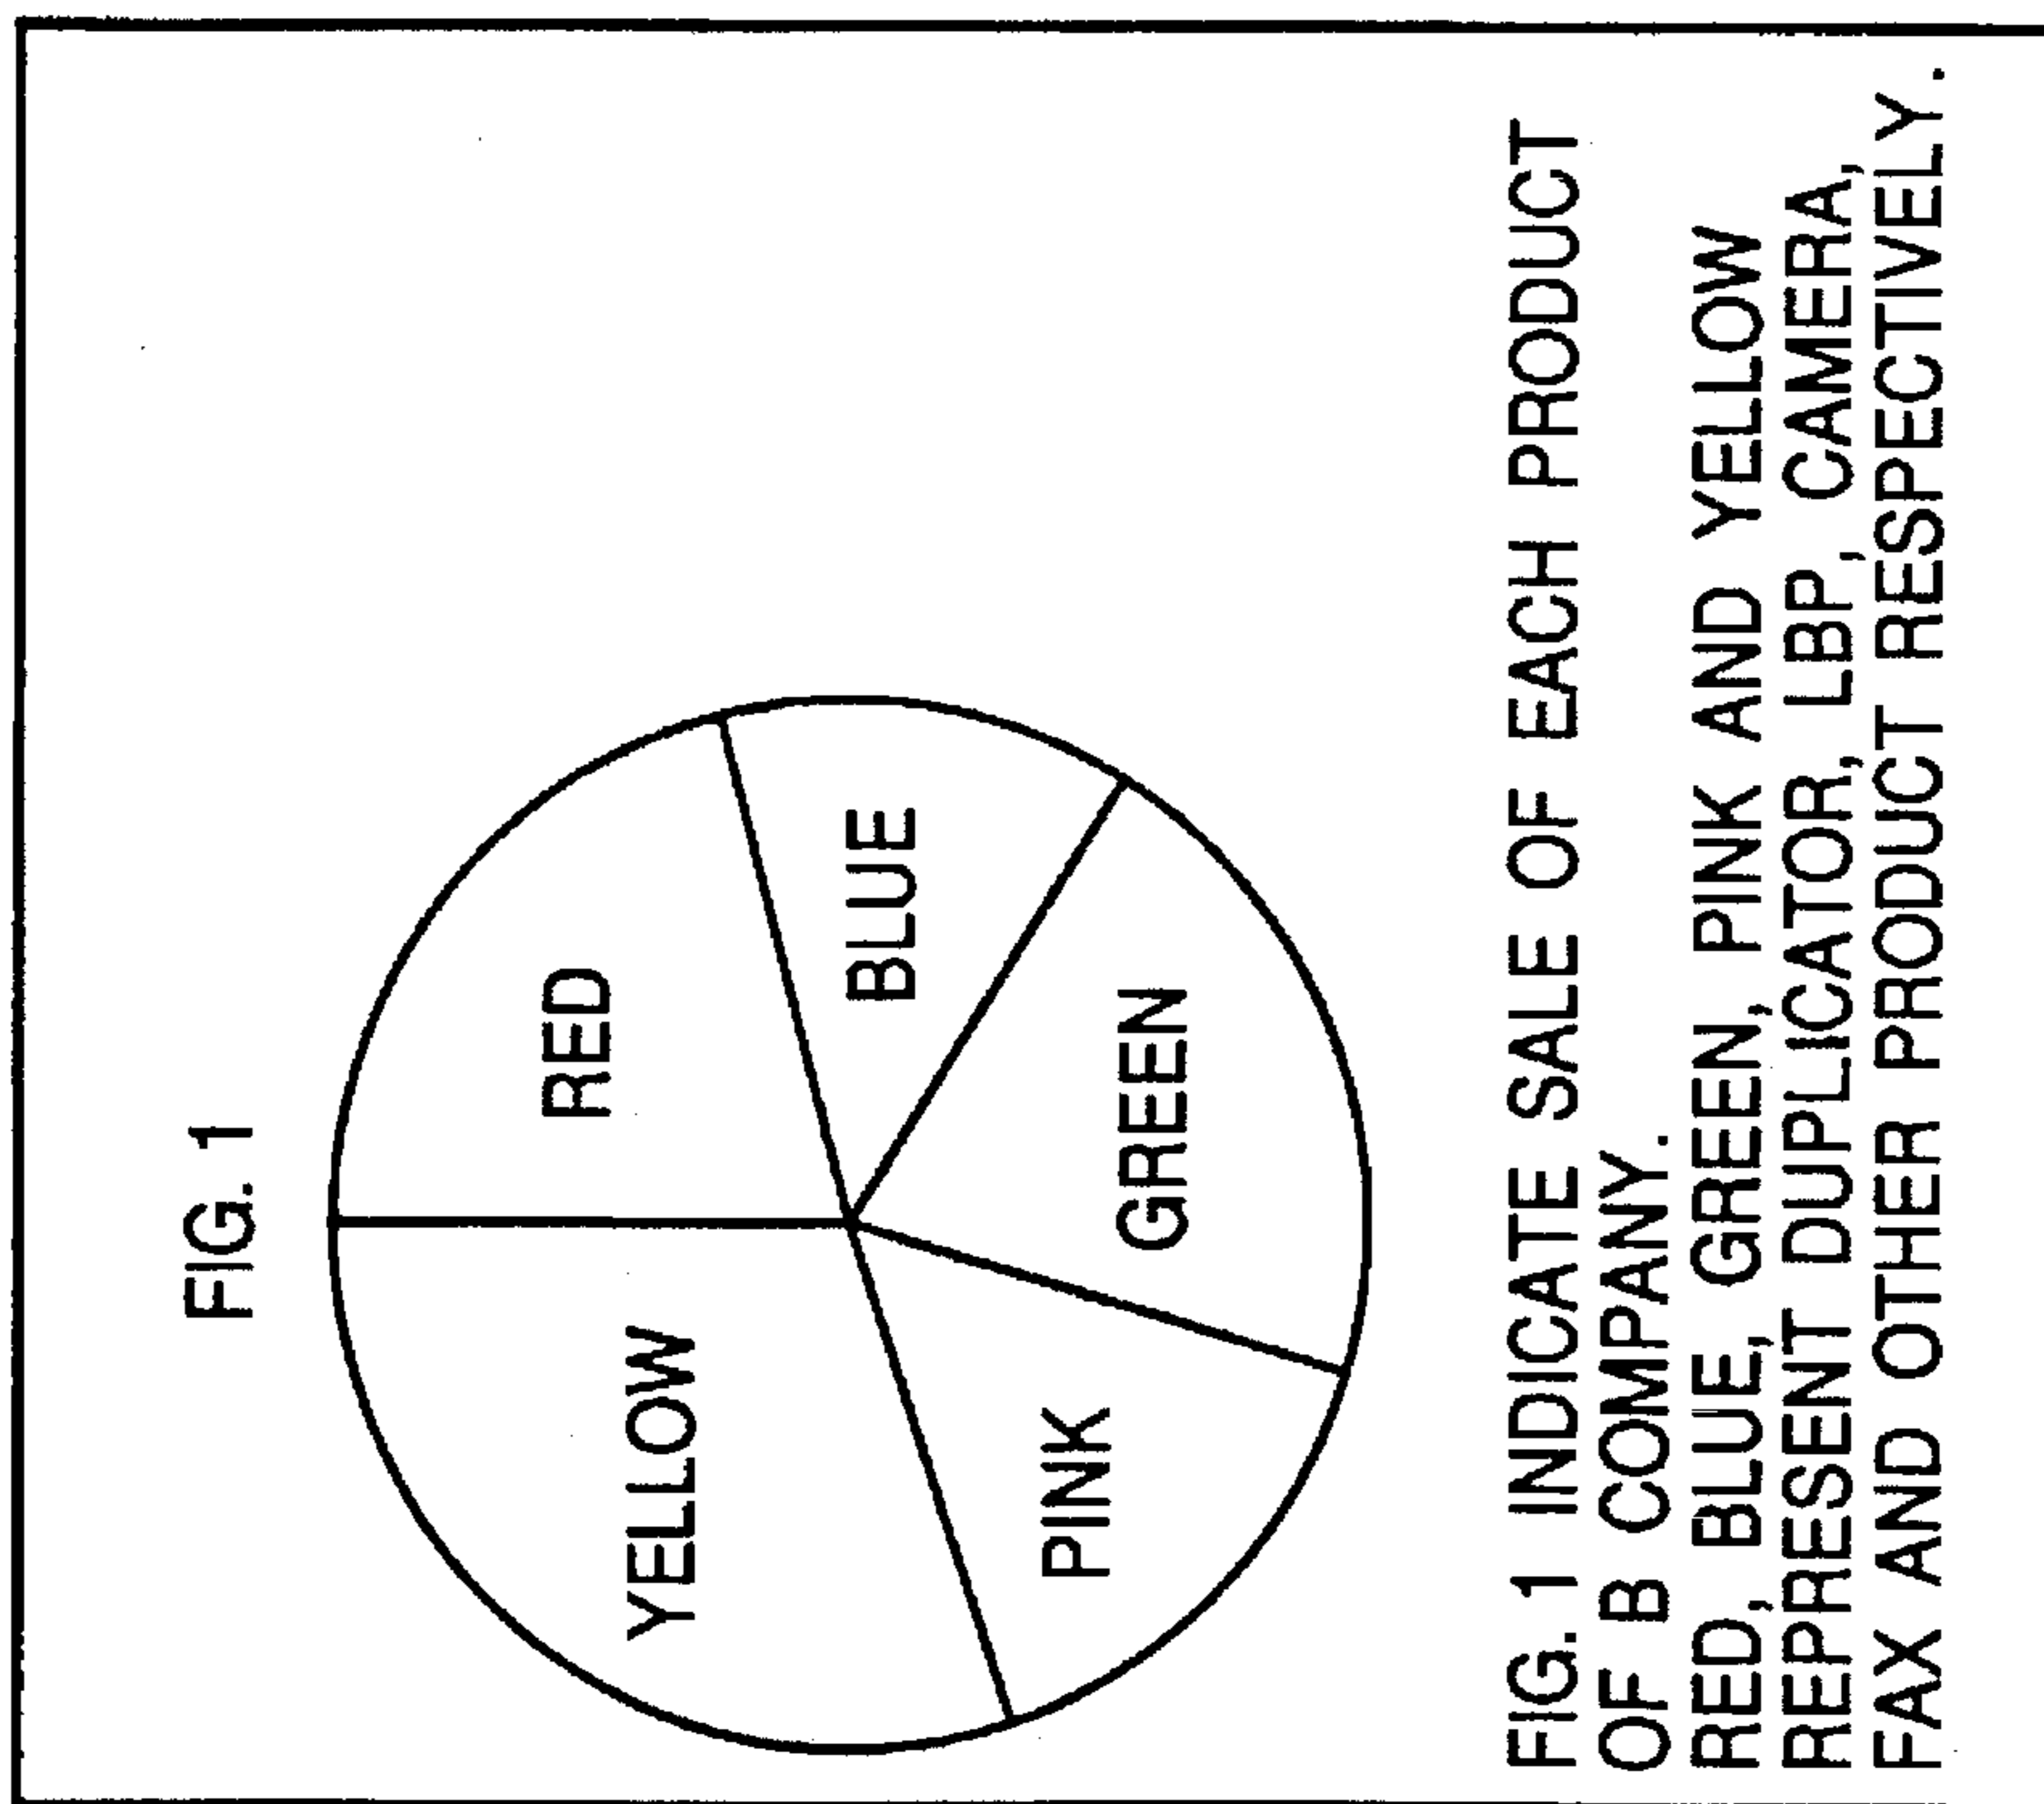 FIG. 1
RED
YELLOW
BLUE
PINK
GREEN
FIG. 1 INDICATE SALE OF EACH PRODUCT
OF B COMPANY.
RED, BLUE, GREEN, PINK AND YELLOW
REPRESENT DUPLICATOR, LBP, CAMERA,
FAX AND OTHER PRODUCT RESPECTIVELY.